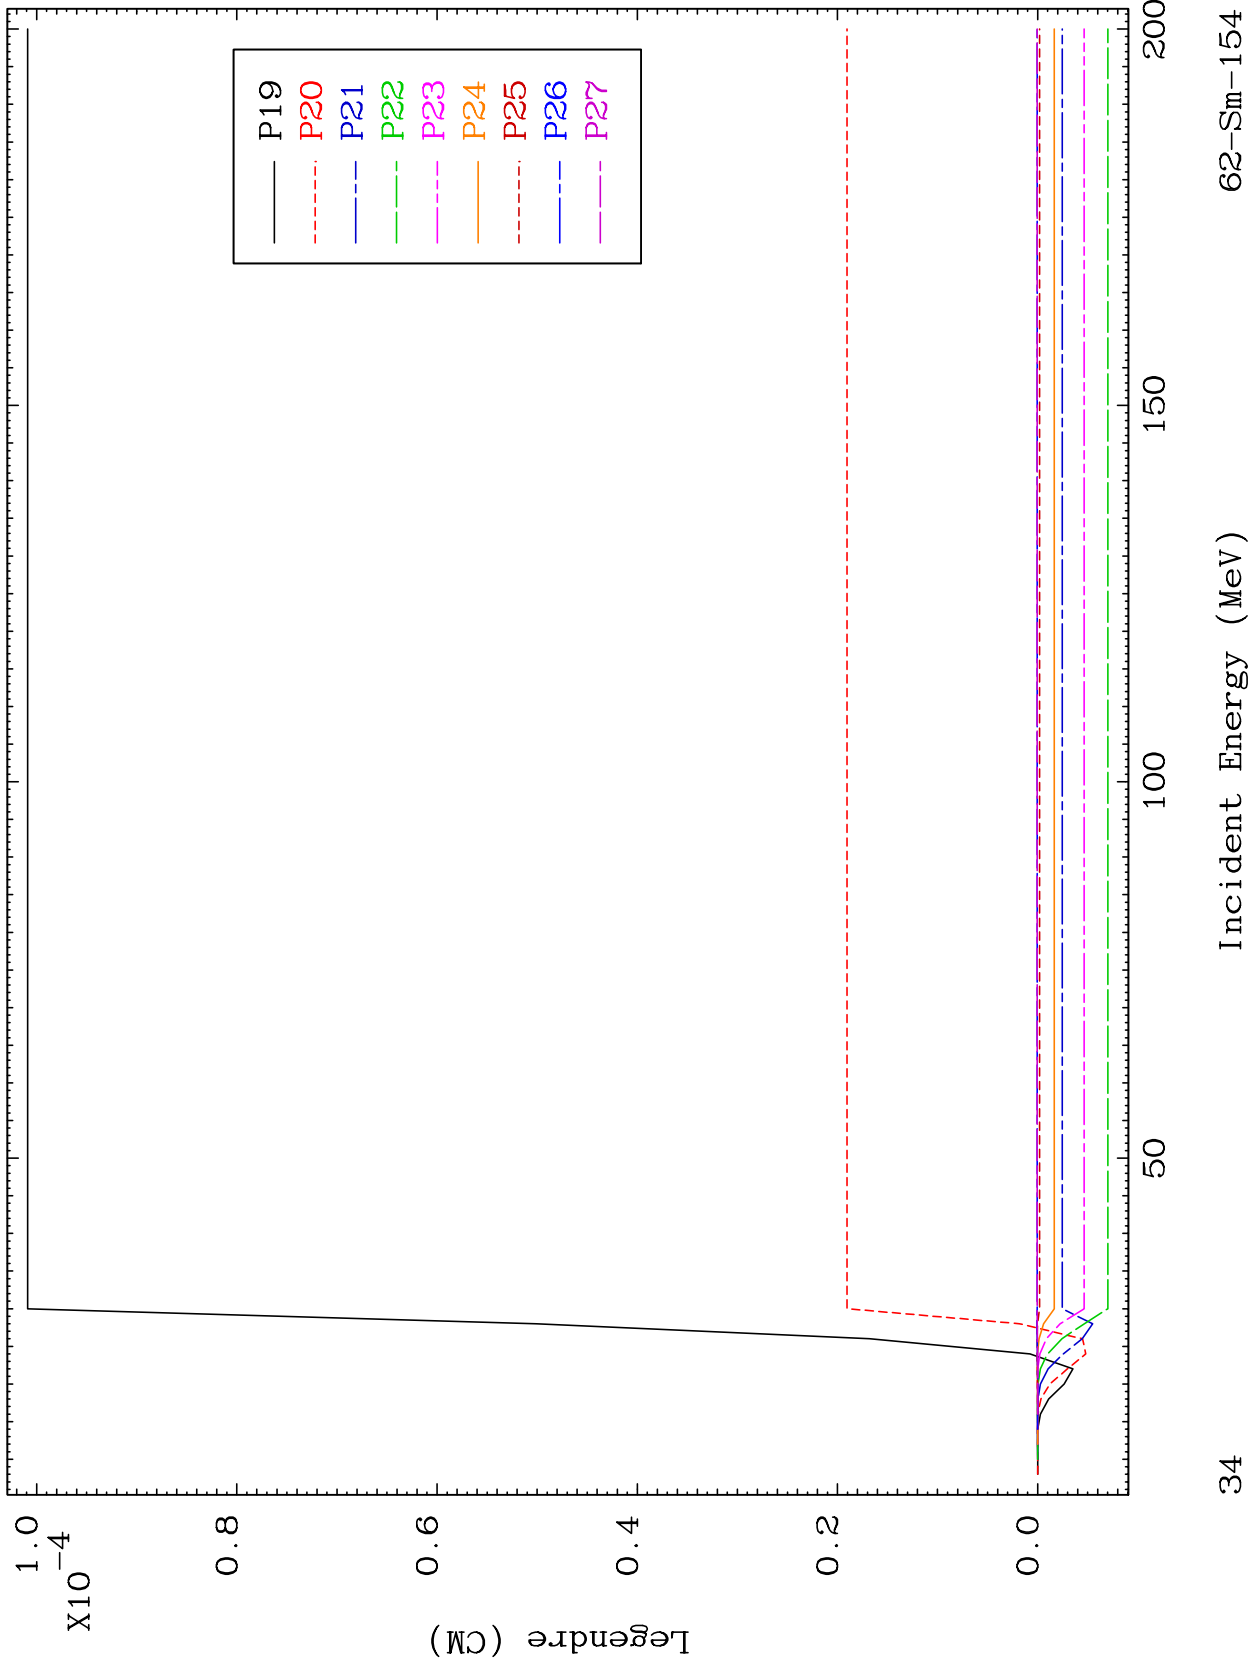 1.0
0.8
0.6
0.4
0.2
0.0
X10⁻⁴
Legendre (CM)
P19
P20
P21
P22
P23
P24
P25
P26
P27
50
100
150
200
Incident Energy (MeV)
34
62-Sm-154